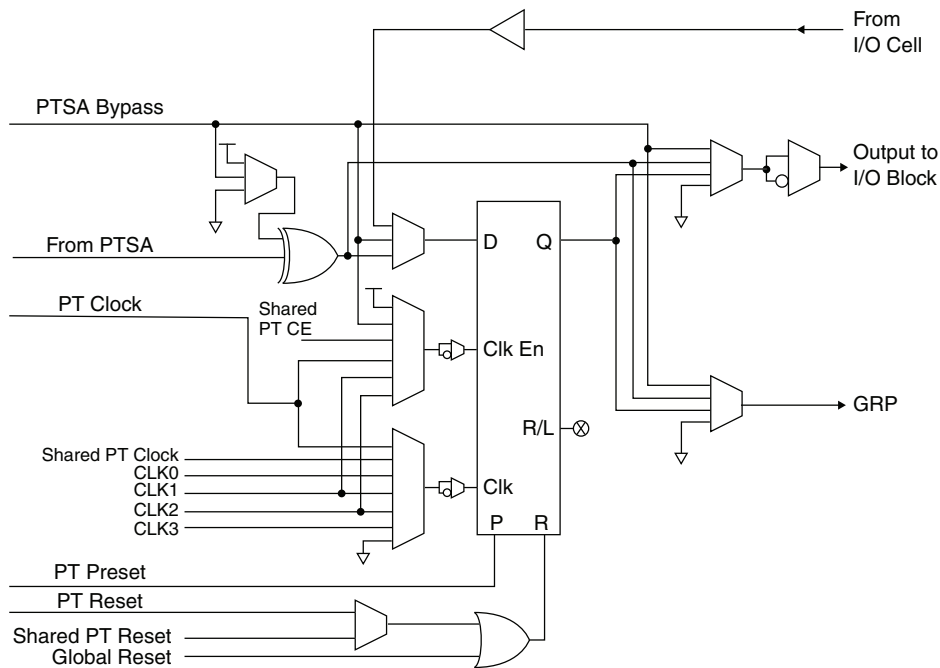 From
I/O Cell
PTSA Bypass
Output to
I/O Block
From PTSA
D
Q
PT Clock
Shared
PT CE
Clk En
GRP
R/L
Shared PT Clock
CLK0
CLK1
Clk
CLK2
CLK3
P
R
PT Preset
PT Reset
Shared PT Reset
Global Reset